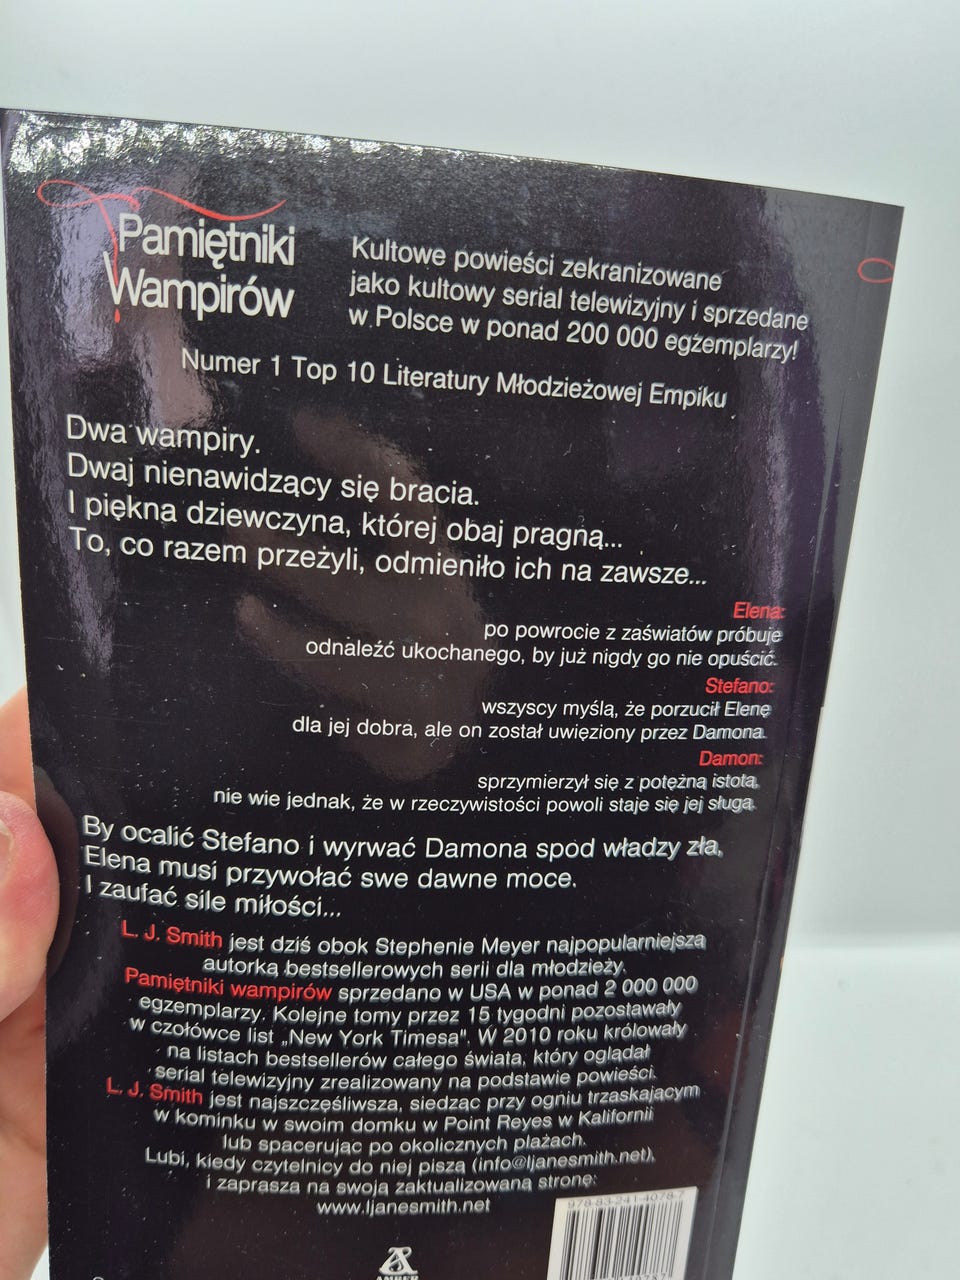 Pamiętniki
Wampirów
Kultowe powieści zekranizowane
jako kultowy serial telewizyjny i sprzedane
w Polsce w ponad 200 000 egzemplarzy!
Numer 1 Top 10 Literatury Młodzieżowej Empiku
Dwa wampiry.
Dwaj nienawidzący się bracia.
I piękna dziewczyna, której obaj pragną...
To, co razem przeżyli, odmieniło ich na zawsze...
Elena:
po powrocie z zaświatów próbuje
odnaleźć ukochanego, by już nigdy go nie opuścić.
Stefano:
wszyscy myślą, że porzucił Elenę
dla jej dobra, ale on został uwięziony przez Damona.
Damon:
sprzymierzył się z potężną istotą,
nie wie jednak, że w rzeczywistości powoli staje się jej sługą.
By ocalić Stefano i wyrwać Damona spod władzy zła,
Elena musi przywołać swe dawne moce.
I zaufać sile miłości...
L. J. Smith jest dziś obok Stephenie Meyer najpopularniejszą
autorką bestsellerowych serii dla młodzieży.
Pamiętniki wampirów sprzedano w USA w ponad 2 000 000
egzemplarzy. Kolejne tomy przez 15 tygodni pozostawały
w czołówce list „New York Timesa". W 2010 roku królowały
na listach bestsellerów całego świata, który oglądał
serial telewizyjny zrealizowany na podstawie powieści.
L. J. Smith jest najszczęśliwsza, siedząc przy ogniu trzaskającym
w kominku w swoim domku w Point Reyes w Kalifornii
lub spacerując po okolicznych plażach.
Lubi, kiedy czytelnicy do niej piszą (info@ljanesmith.net),
i zaprasza na swoją zaktualizowaną stronę:
www.ljanesmith.net
978-83-241-4078-7
AMBER